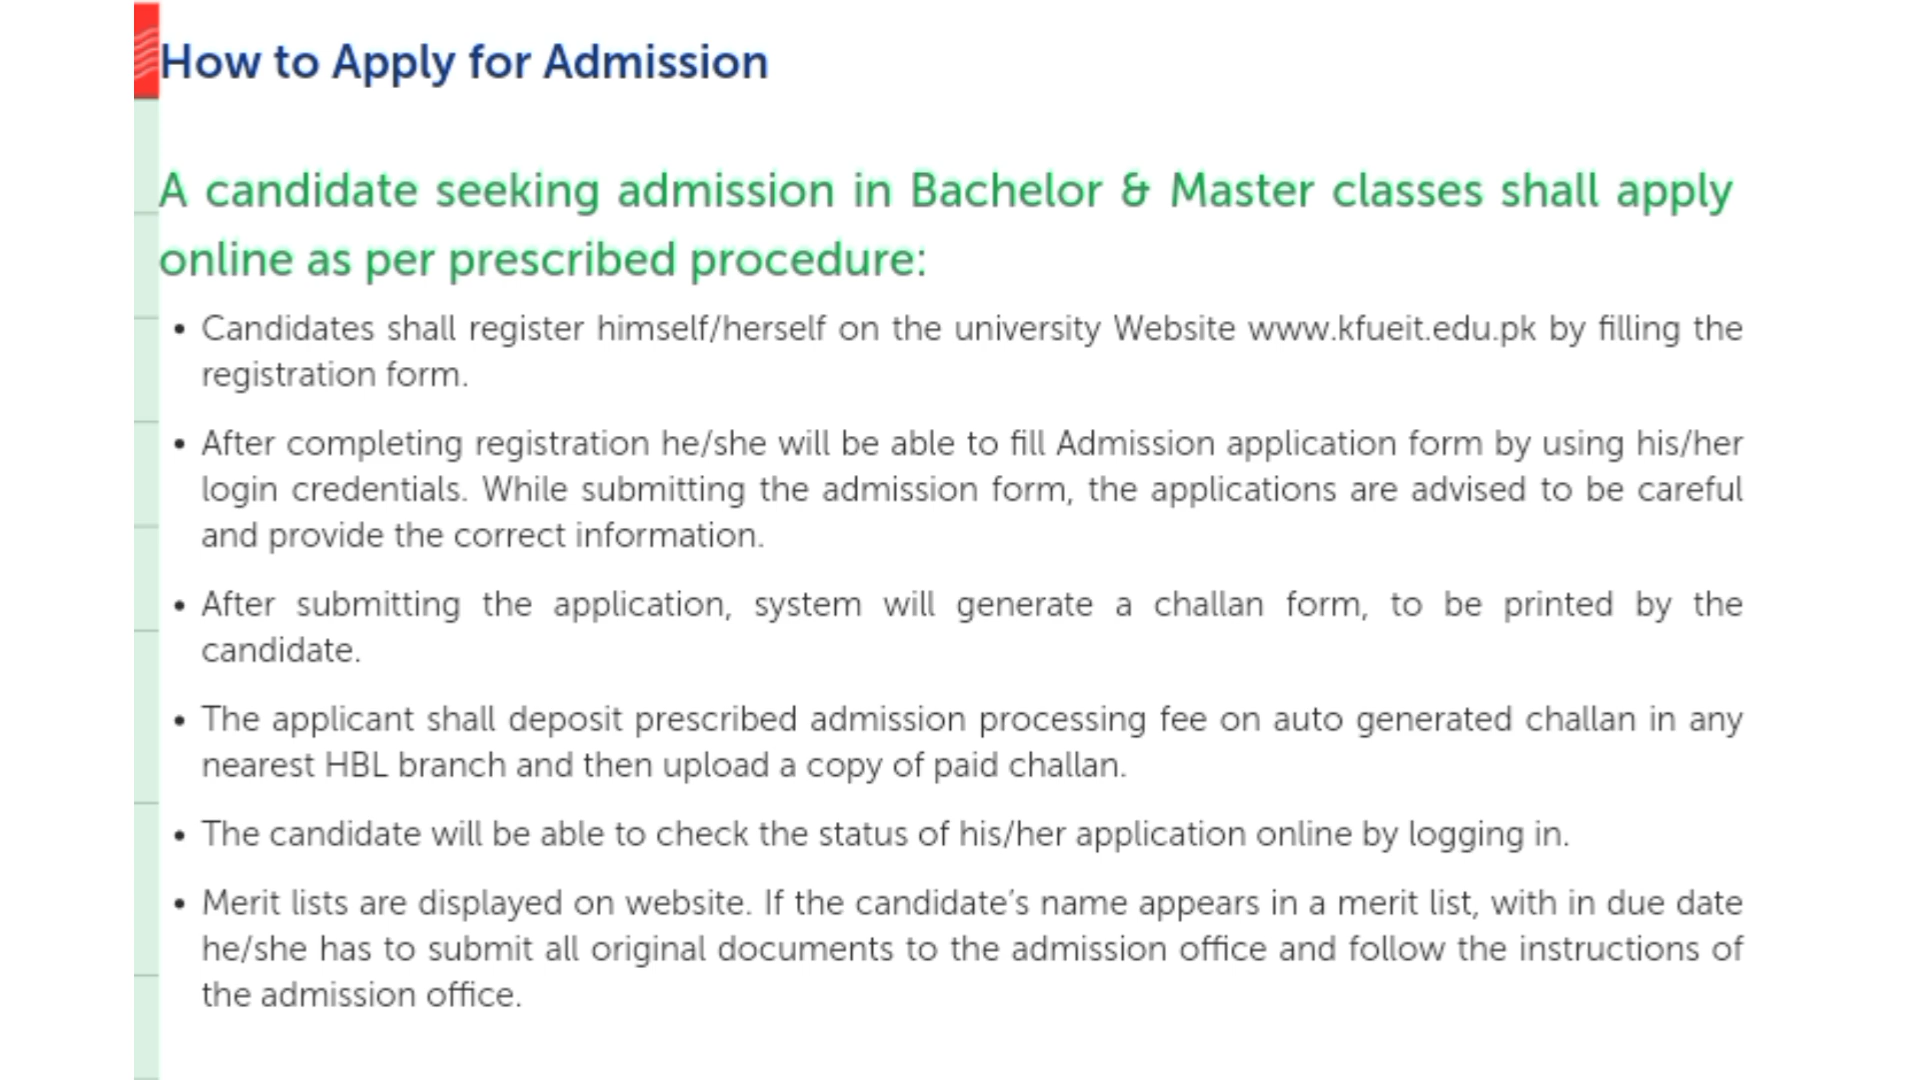 How to Apply for Admission
A candidate seeking admission in Bachelor & Master classes shall apply
online as per prescribed procedure:
• Candidates shall register himself/herself on the university Website www.kfueit.edu.pk by filling the
registration form.
• After completing registration he/she will be able to fill Admission application form by using his/her
login credentials. While submitting the admission form, the applications are advised to be careful
and provide the correct information.
• After submitting the application, system will generate a challan form, to be printed by the
candidate.
• The applicant shall deposit prescribed admission processing fee on auto generated challan in any
nearest HBL branch and then upload a copy of paid challan.
• The candidate will be able to check the status of his/her application online by logging in.
• Merit lists are displayed on website. If the candidate’s name appears in a merit list, with in due date
he/she has to submit all original documents to the admission office and follow the instructions of
the admission office.